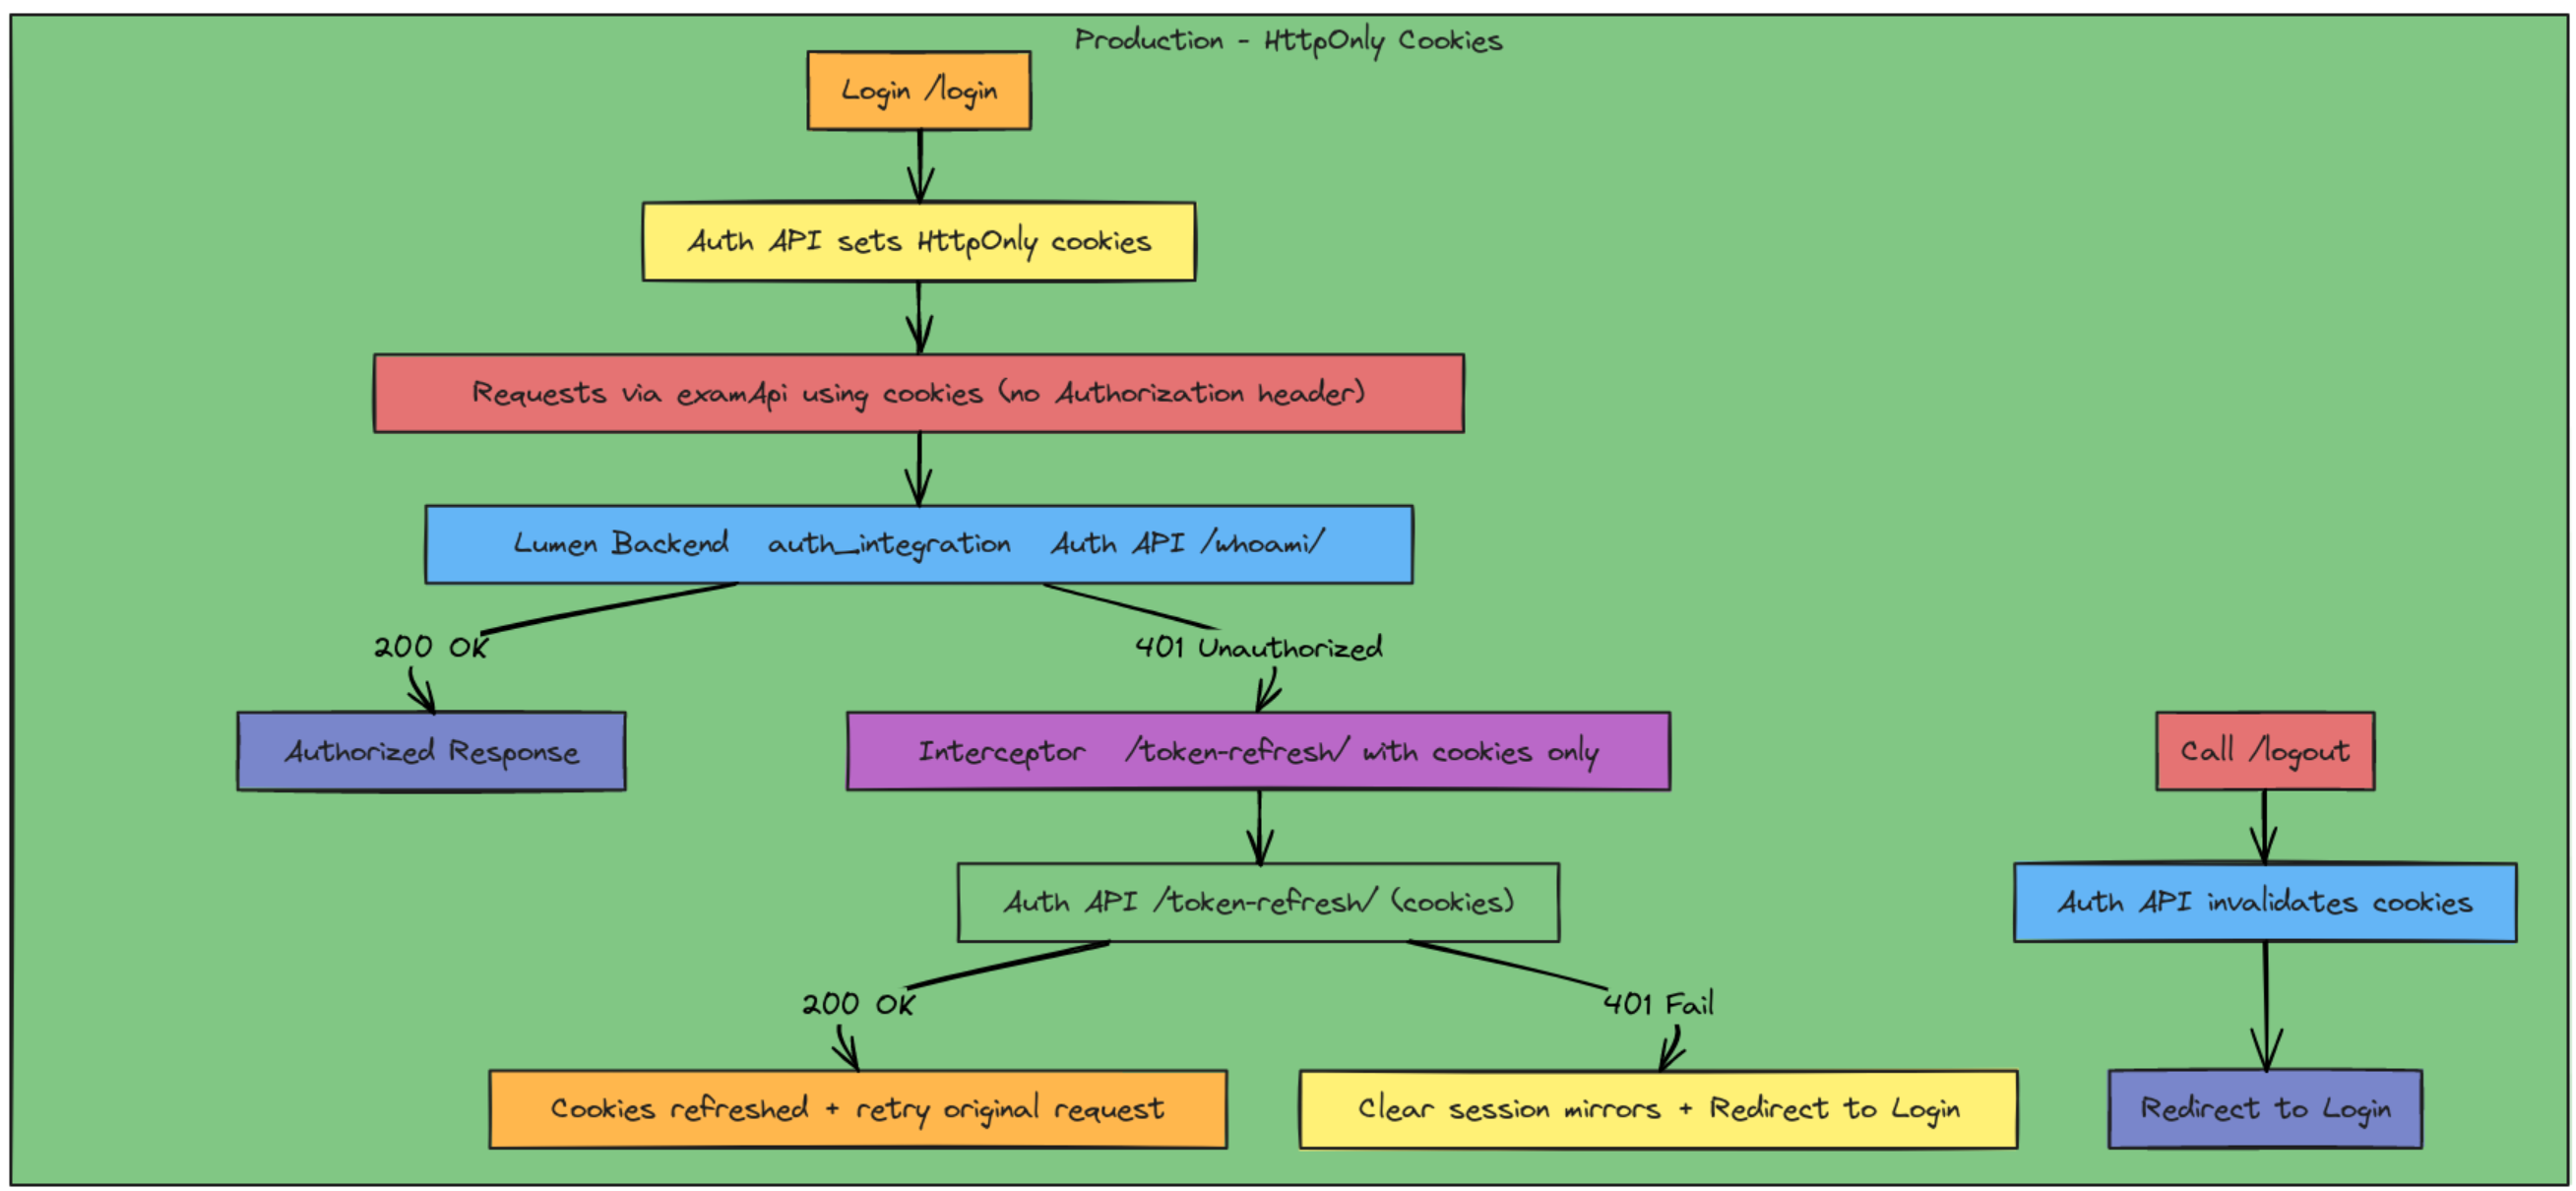 Production - HttpOnly Cookies
Login /login
Auth API sets HttpOnly cookies
Requests via examApi using cookies (no Authorization header)
Lumen Backend auth_integration Auth API /whoami/
200 OK
401 Unauthorized
Authorized Response
Interceptor /token-refresh/ with cookies only
Call /logout
Auth API /token-refresh/ (cookies)
Auth API invalidates cookies
200 OK
401 Fail
Cookies refreshed + retry original request
Clear session mirrors + Redirect to Login
Redirect to Login